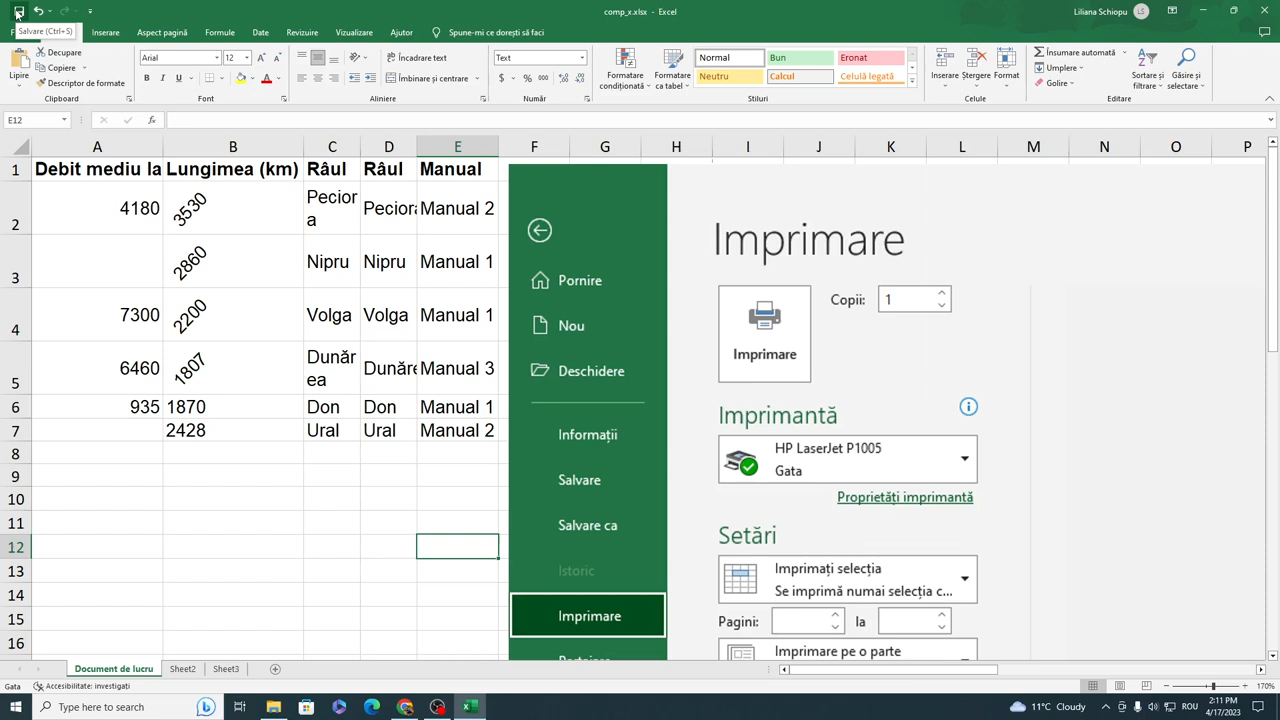 comp_x.xlsx - Excel
Liliana Schiopu
LS
Salvare (Ctrl+S)
Inserare
Aspect pagină
Formule
Date
Revizuire
Vizualizare
Ajutor
Spune-mi ce doriți să faci
Lipire
Decupare
Copiere
Descriptor de formate
Clipboard
Arial
12
B I U
Font
Încadrare text
Îmbinare și centrare
Aliniere
Text
Număr
Formatare condiționată
Formatare ca tabel
Normal
Bun
Eronat
Neutru
Calcul
Celulă legată
Stiluri
Inserare
Ștergere
Format
Celule
Însumare automată
Umplere
Golire
Sortare și filtrare
Găsire și selectare
Editare
E12
fx
A B C D E F G H I J K L M N O P
1 Debit mediu la Lungimea (km) Râul Râul Manual
2 4180 3530 Pecior a Pecior Manual 2
3 2860 Nipru Nipru Manual 1
4 7300 2200 Volga Volga Manual 1
5 6460 1807 Dunăr ea Dunăre Manual 3
6 935 1870 Don Don Manual 1
7 2428 Ural Ural Manual 2
8
9
10
11
12
13
14
15
16
Pornire
Nou
Deschidere
Informații
Salvare
Salvare ca
Istoric
Imprimare
Partajare
Imprimare
Imprimare
Copii: 1
Imprimantă
HP LaserJet P1005
Gata
Proprietăți imprimantă
Setări
Imprimați selecția
Se imprimă numai selecția c...
Pagini: la
Imprimare pe o parte
Document de lucru
Sheet2
Sheet3
Gata
Accesibilitate: investigați
170%
Type here to search
11°C Cloudy
ROU
2:11 PM
4/17/2023